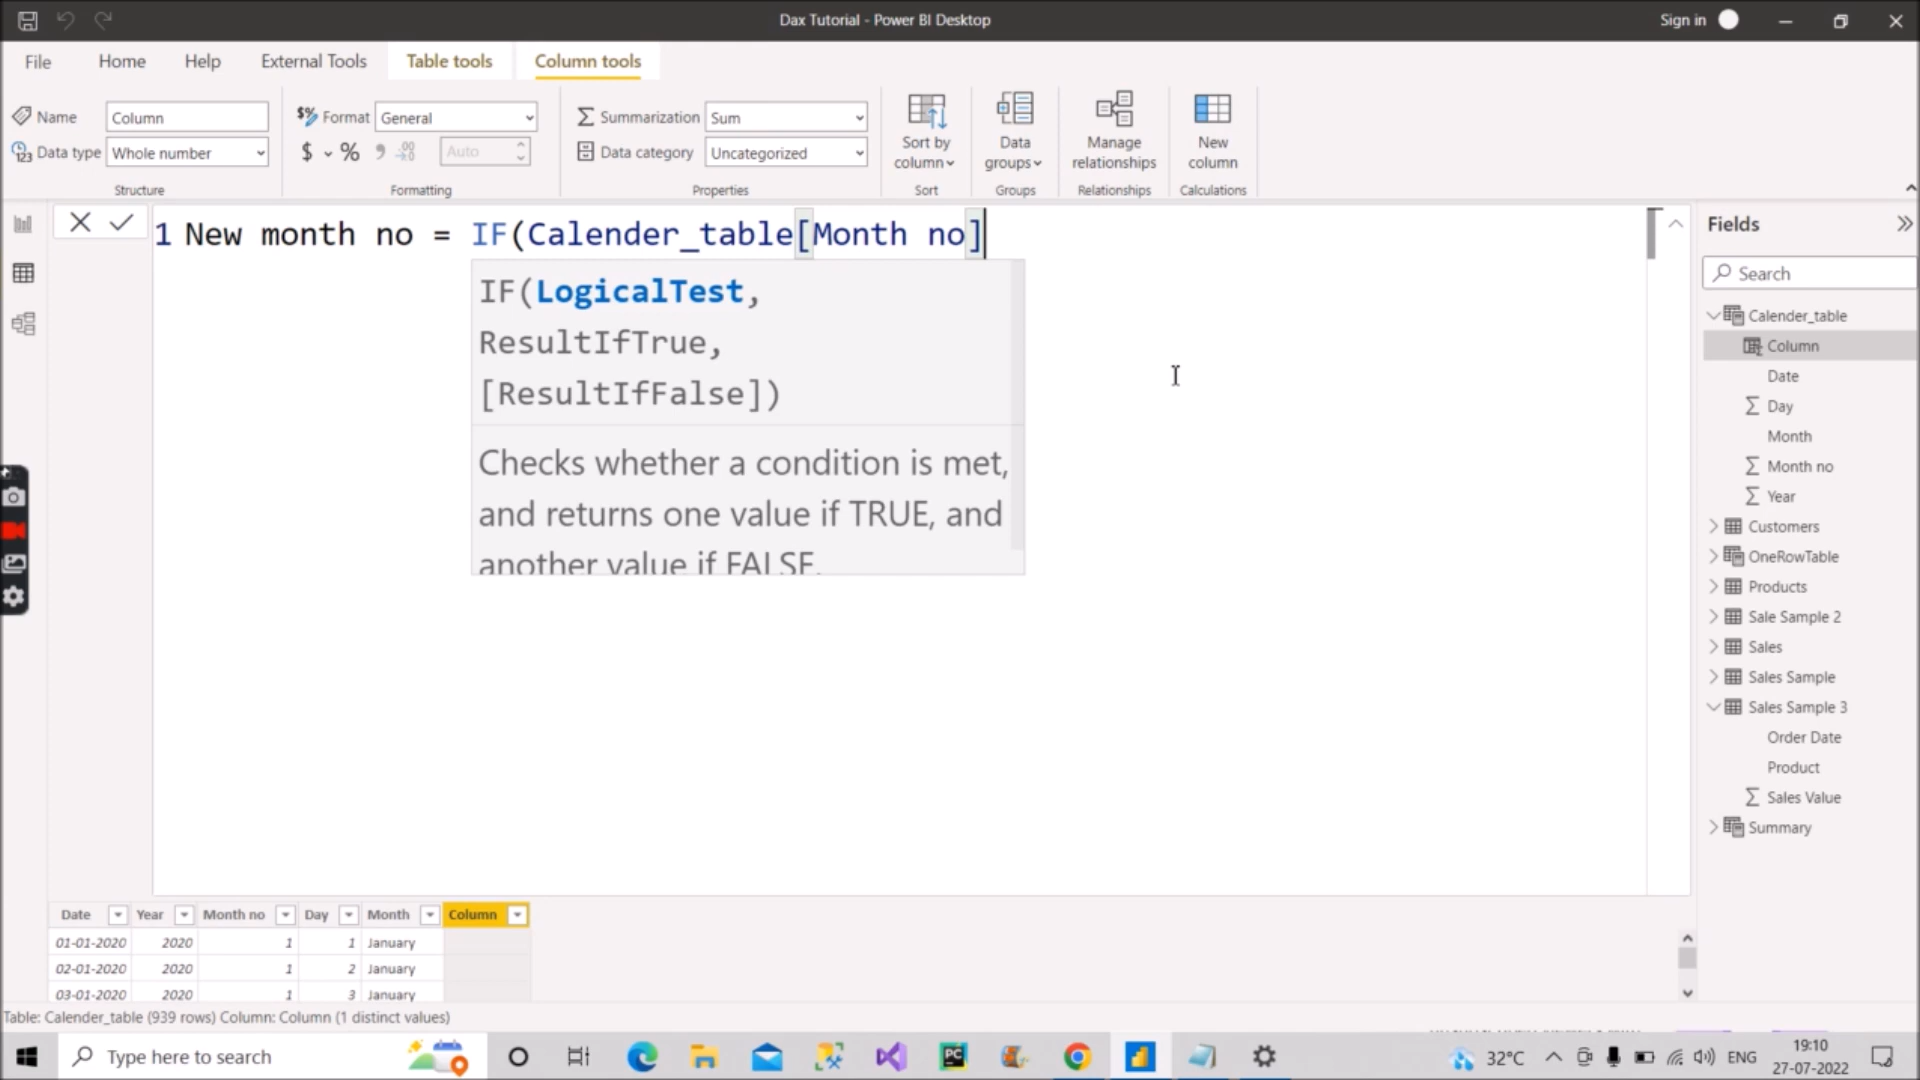 Dax Tutorial - Power BI Desktop
Sign in
File Home Help External Tools Table tools Column tools
Name Column
Data type Whole number
Structure
Format General
$ % Auto
Formatting
Summarization Sum
Data category Uncategorized
Properties
Sort by column
Sort
Data groups
Groups
Manage relationships
Relationships
New column
Calculations
1 New month no = IF(Calender_table[Month no]
IF(LogicalTest,
ResultIfTrue,
[ResultIfFalse])
Checks whether a condition is met,
and returns one value if TRUE, and
another value if FALSE.
Fields
Search
Calender_table
Column
Date
Day
Month
Month no
Year
Customers
OneRowTable
Products
Sale Sample 2
Sales
Sales Sample
Sales Sample 3
Order Date
Product
Sales Value
Summary
Date Year Month no Day Month Column
01-01-2020 2020 1 1 January
02-01-2020 2020 1 2 January
03-01-2020 2020 1 3 January
Table: Calender_table (939 rows) Column: Column (1 distinct values)
Type here to search
PC
32°C
ENG
19:10
27-07-2022